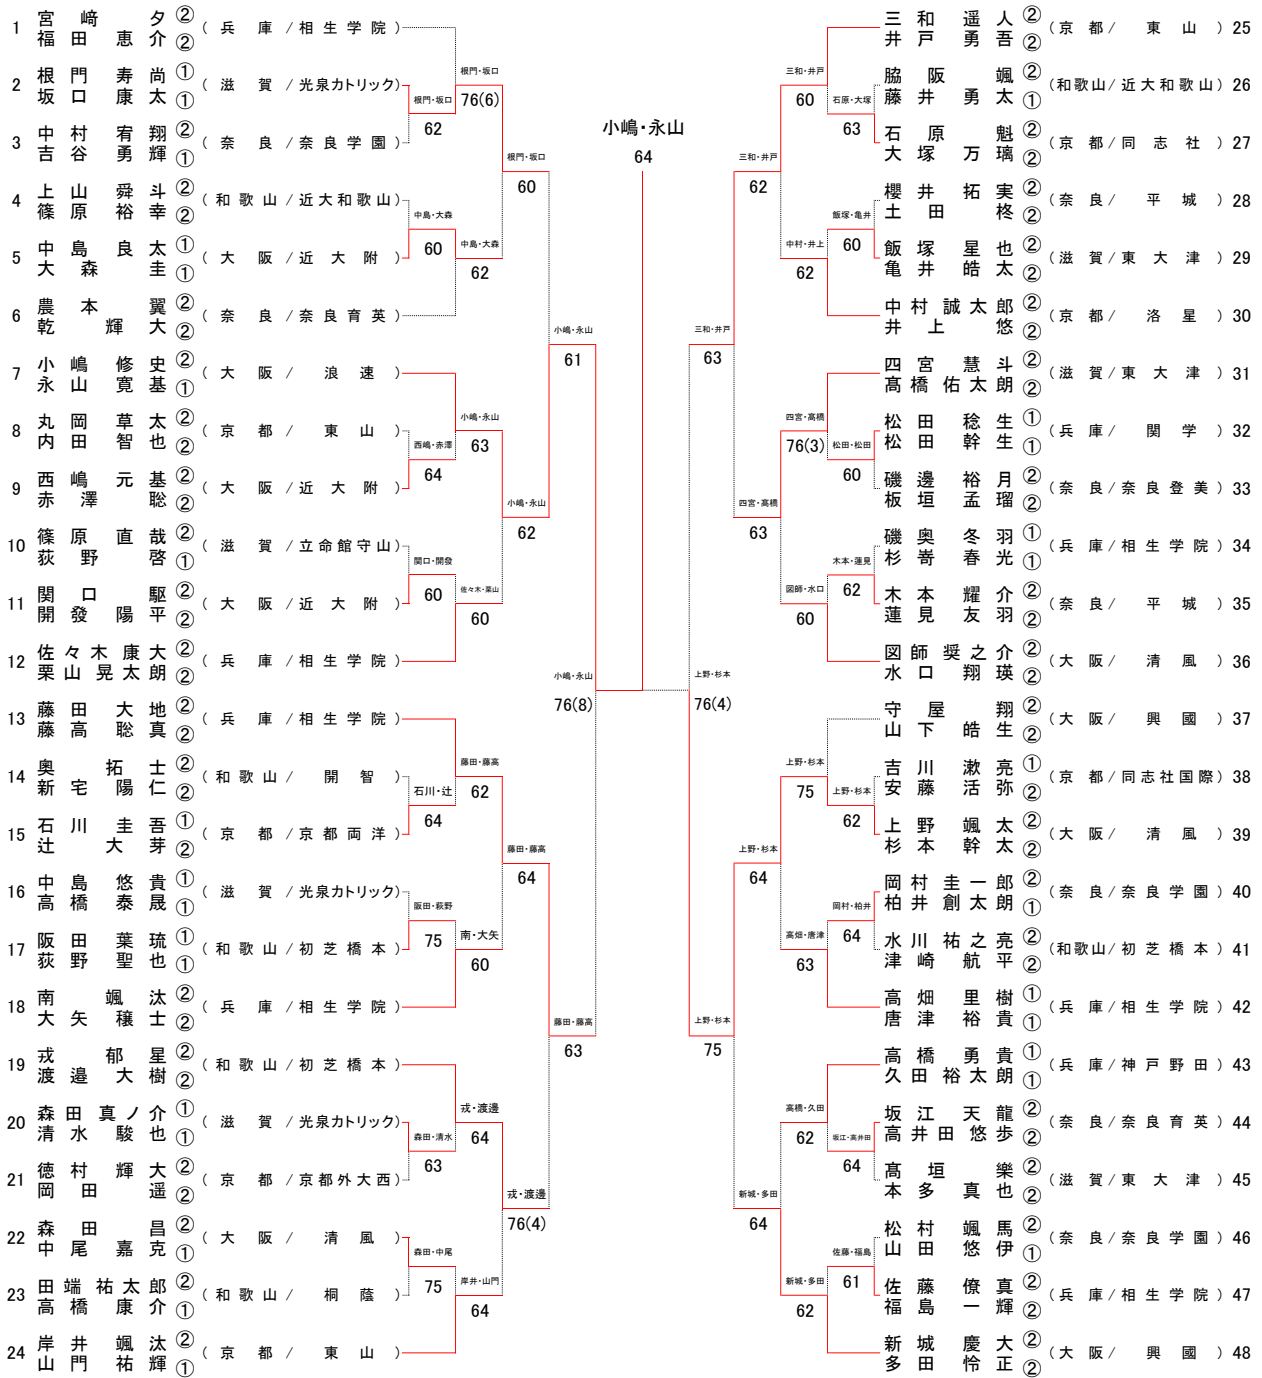 1 宮﨑 夕 ② 福田恵介 ② (兵庫/相生学院)
2 根門寿尚 ① 坂口康太 ① (滋賀/光泉カトリック)
3 中村宥翔 ② 吉谷勇輝 ① (奈良/奈良学園)
4 上山舜斗 ② 篠原裕幸 ② (和歌山/近大和歌山)
5 中島良太 ① 大森圭 ① (大阪/近大附)
6 農本翼 ② 乾輝大 ② (奈良/奈良育英)
7 小嶋修史 ② 永山寛基 ① (大阪/浪速)
8 丸岡草太 ② 内田智也 ② (京都/東山)
9 西嶋元基 ② 赤澤聡 ② (大阪/近大附)
10 篠原直哉 ② 荻野啓 ① (滋賀/立命館守山)
11 関口駆 ② 開發陽平 ② (大阪/近大附)
12 佐々木康大 ② 栗山晃太朗 ② (兵庫/相生学院)
13 藤田大地 ② 藤高聡真 ② (兵庫/相生学院)
14 奥拓士 ② 新宅陽仁 ② (和歌山/開智)
15 石川圭吾 ① 辻大芽 ② (京都/京都両洋)
16 中島悠貴 ① 高橋泰晟 ① (滋賀/光泉カトリック)
17 阪田葉琉 ① 荻野聖也 ① (和歌山/初芝橋本)
18 南颯汰 ② 大矢穣士 ② (兵庫/相生学院)
19 戎郁星 ② 渡邉大樹 ② (和歌山/初芝橋本)
20 森田真ノ介 ① 清水駿也 ① (滋賀/光泉カトリック)
21 徳村輝大 ② 岡田遥 ② (京都/京都外大西)
22 森田昌 ② 中尾嘉克 ① (大阪/清風)
23 田端祐太郎 ② 高橋康介 ① (和歌山/桐蔭)
24 岸井颯汰 ② 山門祐輝 ① (京都/東山)
根門・坂口 62
中島・大森 60
西嶋・赤澤 64
関口・開發 60
石川・辻 64
阪田・萩野 75
森田・清水 63
森田・中尾 75
根門・坂口 76(6)
中島・大森 62
小嶋・永山 63
佐々木・栗山 60
藤田・藤高 62
南・大矢 60
戎・渡邊 64
岸井・山門 64
根門・坂口 60
小嶋・永山 62
藤田・藤高 64
戎・渡邊 76(4)
小嶋・永山 61
藤田・藤高 63
小嶋・永山 76(8)
小嶋・永山
64
上野・杉本 76(4)
三和・井戸 63
上野・杉本 75
三和・井戸 62
四宮・高橋 63
上野・杉本 64
新城・多田 64
三和・井戸 60
中村・井上 62
四宮・高橋 76(3)
図師・水口 60
上野・杉本 75
高畑・唐津 63
高橋・久田 62
新城・多田 62
石原・大塚 63
飯塚・亀井 60
松田・松田 60
木本・蓮見 62
上野・杉本 62
岡村・柏井 64
坂江・高井田 64
佐藤・福島 61
三和遥人 ② 井戸勇吾 ② (京都/東山) 25
脇阪颯 ② 藤井勇太 ① (和歌山/近大和歌山) 26
石原魁 ② 大塚万璃 ② (京都/同志社) 27
櫻井拓実 ② 土田柊 ② (奈良/平城) 28
飯塚星也 ② 亀井皓太 ② (滋賀/東大津) 29
中村誠太郎 ② 井上悠 ② (京都/洛星) 30
四宮慧斗 ② 髙橋佑太朗 ② (滋賀/東大津) 31
松田稔生 ① 松田幹生 ① (兵庫/関学) 32
磯邊裕月 ② 板垣孟瑠 ② (奈良/奈良登美) 33
磯奥冬羽 ① 杉嵜春光 ① (兵庫/相生学院) 34
木本耀介 ② 蓮見友羽 ② (奈良/平城) 35
図師奨之介 ② 水口翔瑛 ② (大阪/清風) 36
守屋翔 ② 山下皓生 ② (大阪/興國) 37
吉川漱亮 ① 安藤活弥 ② (京都/同志社国際) 38
上野颯太 ② 杉本幹太 ② (大阪/清風) 39
岡村圭一郎 ② 柏井創太朗 ① (奈良/奈良学園) 40
水川祐之亮 ② 津崎航平 ② (和歌山/初芝橋本) 41
高畑里樹 ① 唐津裕貴 ① (兵庫/相生学院) 42
高橋勇貴 ① 久田裕太朗 ① (兵庫/神戸野田) 43
坂江天龍 ② 高井田悠歩 ② (奈良/奈良育英) 44
髙垣樂 ② 本多真也 ② (滋賀/東大津) 45
松村颯馬 ② 山田悠伊 ① (奈良/奈良学園) 46
佐藤僚真 ② 福島一輝 ② (兵庫/相生学院) 47
新城慶大 ② 多田怜正 ② (大阪/興國) 48